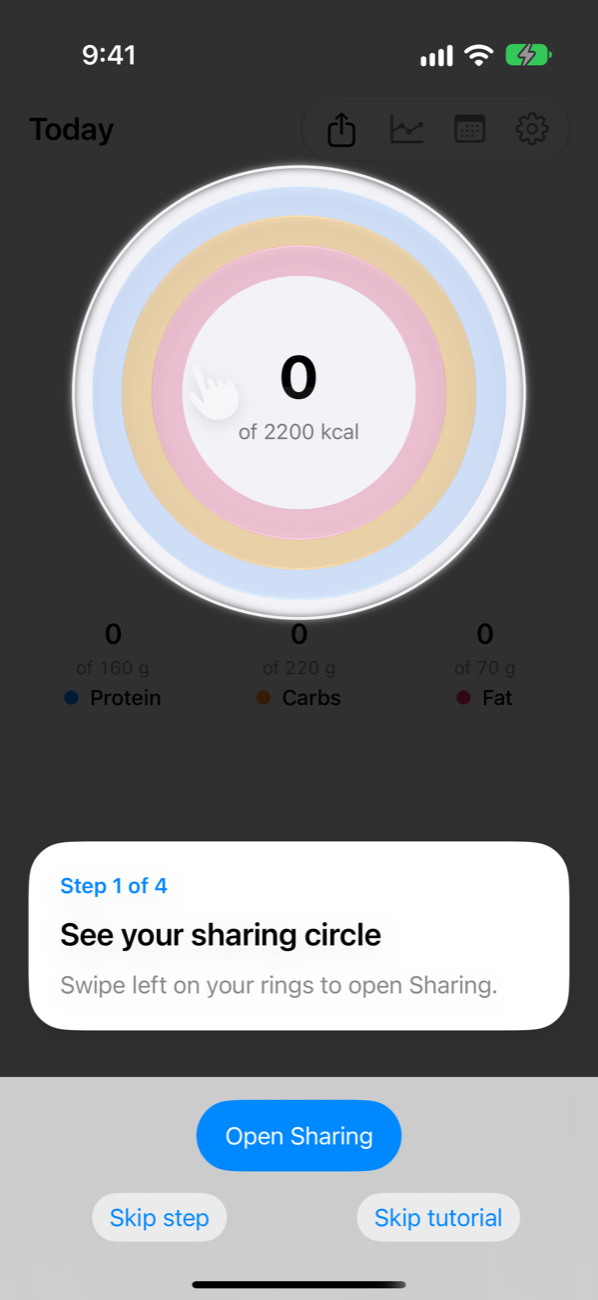 9:41
Today
0
of 2200 kcal
0
of 160 g
Protein
0
of 220 g
Carbs
0
of 70 g
Fat
Step 1 of 4
See your sharing circle
Swipe left on your rings to open Sharing.
Open Sharing
Skip step
Skip tutorial